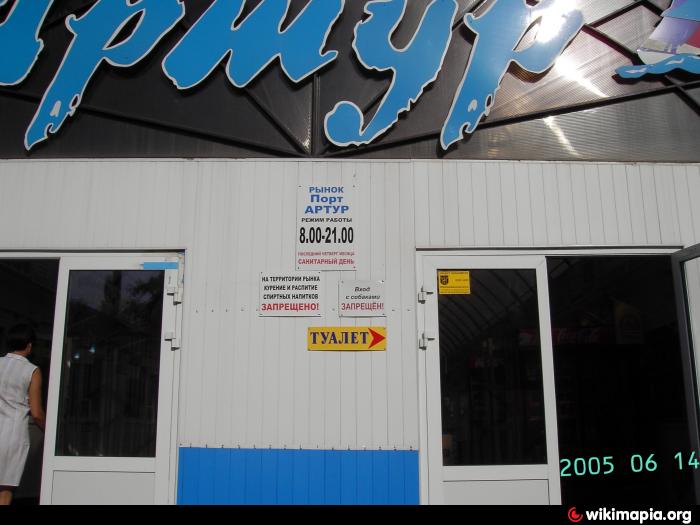 Артур
РЫНОК
Порт
АРТУР
РЕЖИМ РАБОТЫ
8.00-21.00
ПОСЛЕДНИЙ ЧЕТВЕРГ МЕСЯЦА
САНИТАРНЫЙ ДЕНЬ
НА ТЕРРИТОРИИ РЫНКА
КУРЕНИЕ И РАСПИТИЕ
СПИРТНЫХ НАПИТКОВ
ЗАПРЕЩЕНО!
Вход
с собаками
ЗАПРЕЩЁН!
ТУАЛЕТ
2005 06 14
wikimapia.org